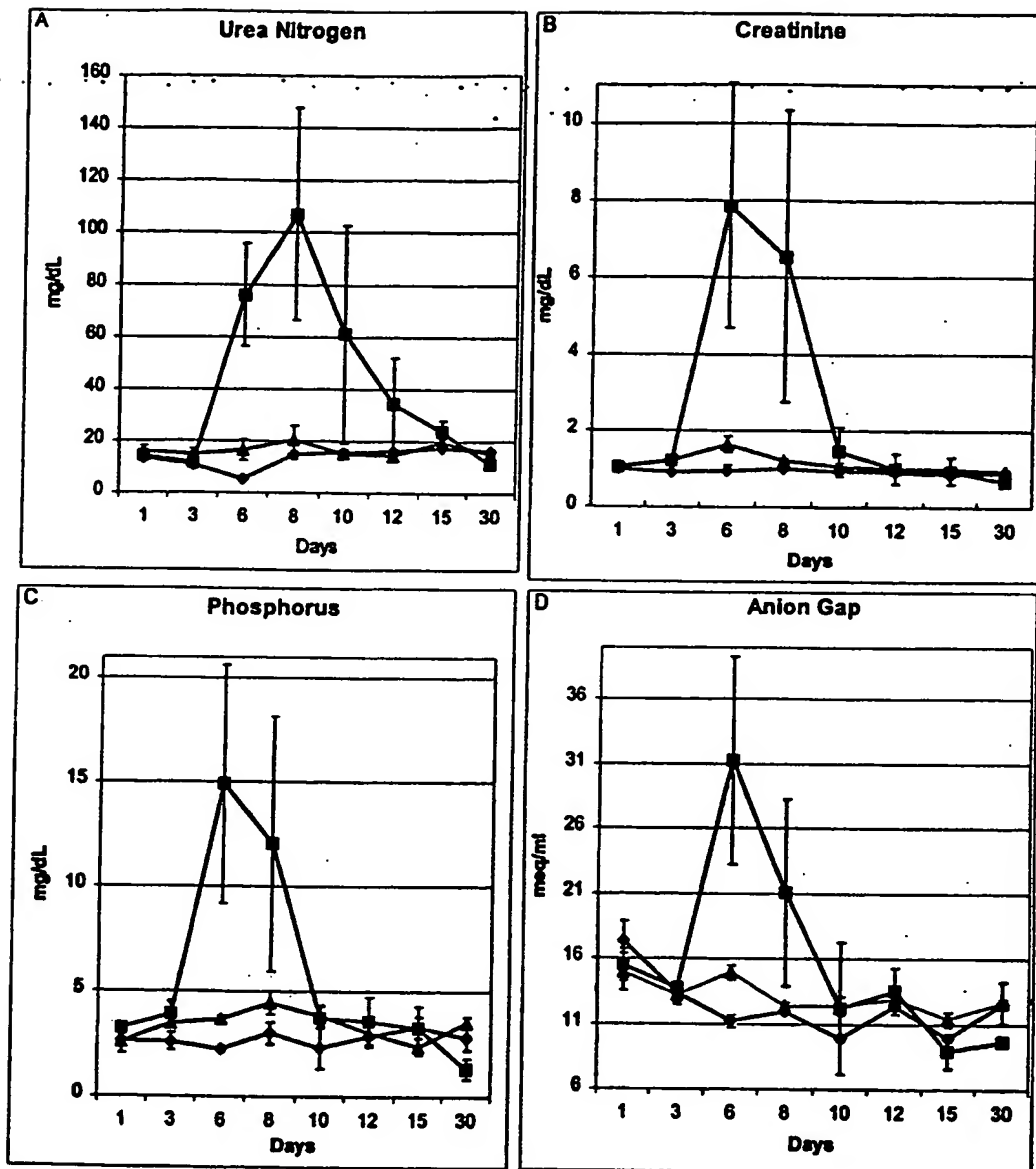 A
Urea Nitrogen
160
140
120
100
80
60
40
20
0
mg/dL
1 3 6 8 10 12 15 30
Days
B
Creatinine
10
8
6
4
2
0
mg/dL
1 3 6 8 10 12 15 30
Days
C
Phosphorus
20
15
10
5
0
mg/dL
1 3 6 8 10 12 15 30
Days
D
Anion Gap
36
31
26
21
16
11
6
meq/ml
1 3 6 8 10 12 15 30
Days